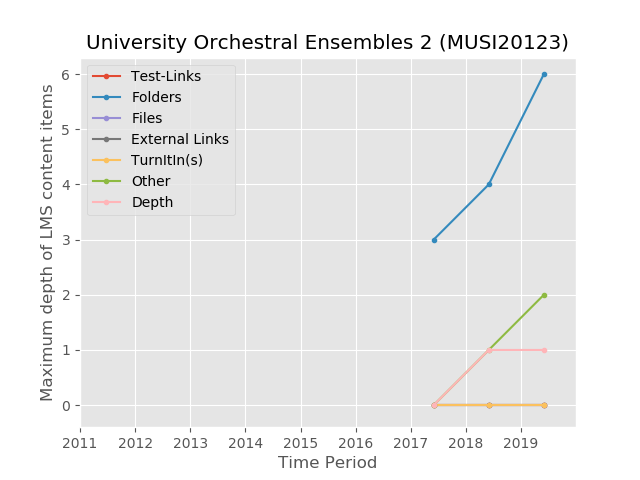 University Orchestral Ensembles 2 (MUSI20123)
Test-Links
Folders
Files
External Links
TurnItIn(s)
Other
Depth
Maximum depth of LMS content items
6
5
4
3
2
1
0
2011 2012 2013 2014 2015 2016 2017 2018 2019
Time Period